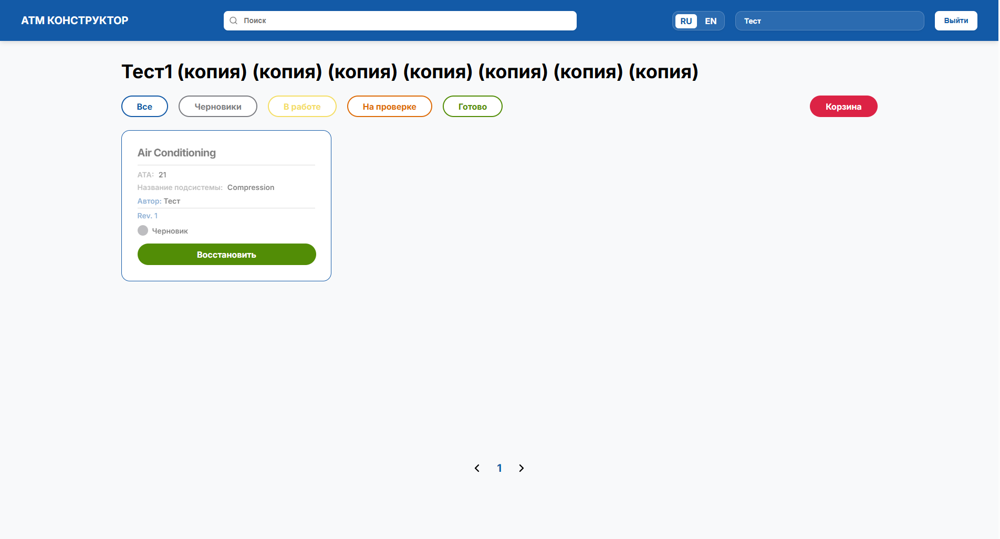 АТМ КОНСТРУКТОР
Поиск
RU EN
Тест
Выйти
Тест1 (копия) (копия) (копия) (копия) (копия) (копия) (копия)
Все
Черновики
В работе
На проверке
Готово
Корзина
Air Conditioning
ATA: 21
Название подсистемы: Compression
Автор: Тест
Rev. 1
Черновик
Восстановить
1